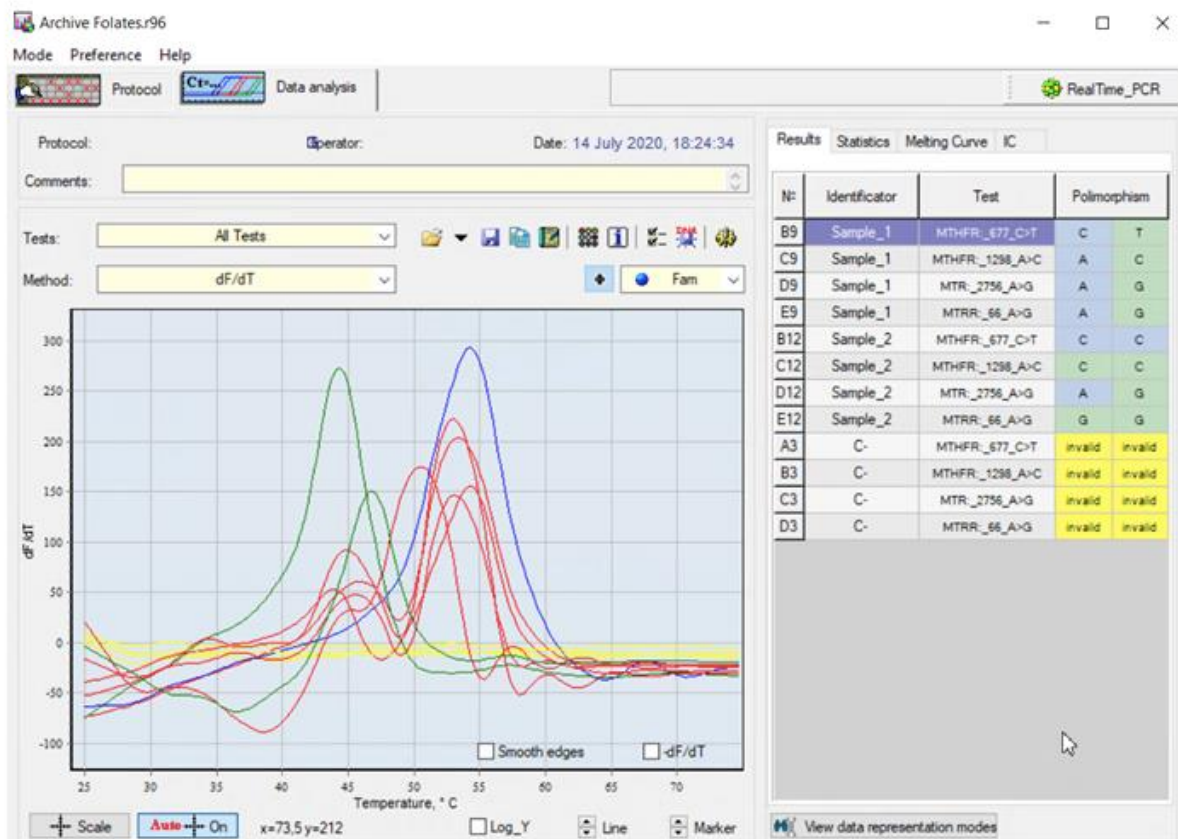 Archive Folates.r96
Mode Preference Help
Protocol Ct=... Data analysis RealTime_PCR
Protocol: Operator: Date: 14 July 2020, 18:24:34
Comments:
Tests: All Tests
Method: dF/dT Fam
Results Statistics Melting Curve IC
№ Identificator Test Polimorphism
B9 Sample_1 MTHFR:_677_C>T C T
C9 Sample_1 MTHFR:_1298_A>C A C
D9 Sample_1 MTR:_2756_A>G A G
E9 Sample_1 MTRR:_66_A>G A G
B12 Sample_2 MTHFR:_677_C>T C C
C12 Sample_2 MTHFR:_1298_A>C C C
D12 Sample_2 MTR:_2756_A>G A G
E12 Sample_2 MTRR:_66_A>G G G
A3 C- MTHFR:_677_C>T invalid invalid
B3 C- MTHFR:_1298_A>C invalid invalid
C3 C- MTR:_2756_A>G invalid invalid
D3 C- MTRR:_66_A>G invalid invalid
dF/dT
300
250
200
150
100
50
0
-50
-100
Smooth edges -dF/dT
25 30 35 40 45 50 55 60 65 70
Temperature, ° C
Scale Auto On x=73,5 y=212 Log_Y Line Marker
View data representation modes